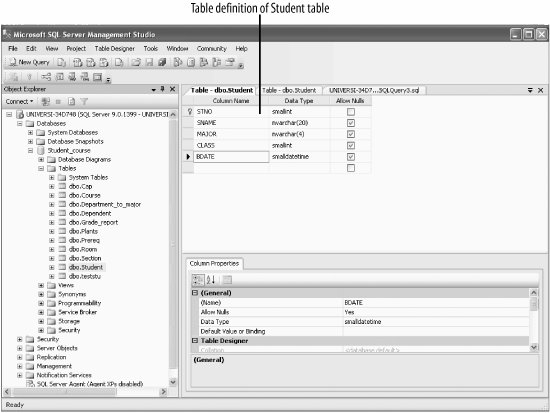 Table definition of Student table
Microsoft SQL Server Management Studio
File Edit View Project Table Designer Tools Window Community Help
New Query
Object Explorer
Connect
UNIVERSI-34D748 (SQL Server 9.0.1399 - UNIVERSI
Databases
System Databases
Database Snapshots
Student_course
Database Diagrams
Tables
System Tables
dbo.Cap
dbo.Course
dbo.Department_to_major
dbo.Dependent
dbo.Grade_report
dbo.Plants
dbo.Prereq
dbo.Room
dbo.Section
dbo.Student
dbo.teststu
Views
Synonyms
Programmability
Service Broker
Storage
Security
Security
Server Objects
Replication
Management
Notification Services
SQL Server Agent (Agent XPs disabled)
Table - dbo.Student Table - dbo.Student UNIVERSI-34D7...SQLQuery3.sql
Column Name Data Type Allow Nulls
STNO smallint
SNAME nvarchar(20)
MAJOR nvarchar(4)
CLASS smallint
BDATE smalldatetime
Column Properties
(General)
(Name) BDATE
Allow Nulls Yes
Data Type smalldatetime
Default Value or Binding
Table Designer
Collation <database default>
(General)
Ready